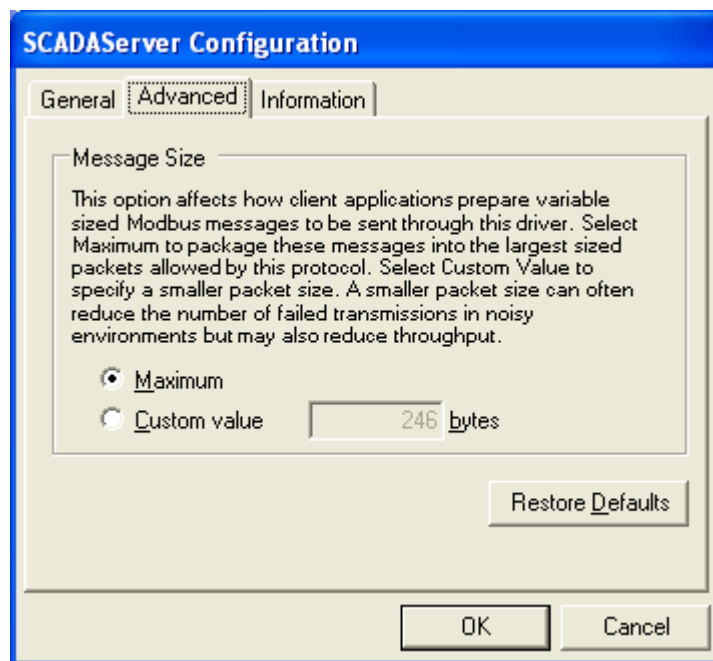 SCADAServer Configuration
General Advanced Information
Message Size
This option affects how client applications prepare variable
sized Modbus messages to be sent through this driver. Select
Maximum to package these messages into the largest sized
packets allowed by this protocol. Select Custom Value to
specify a smaller packet size. A smaller packet size can often
reduce the number of failed transmissions in noisy
environments but may also reduce throughput.
Maximum
Custom value 246 bytes
Restore Defaults
OK Cancel